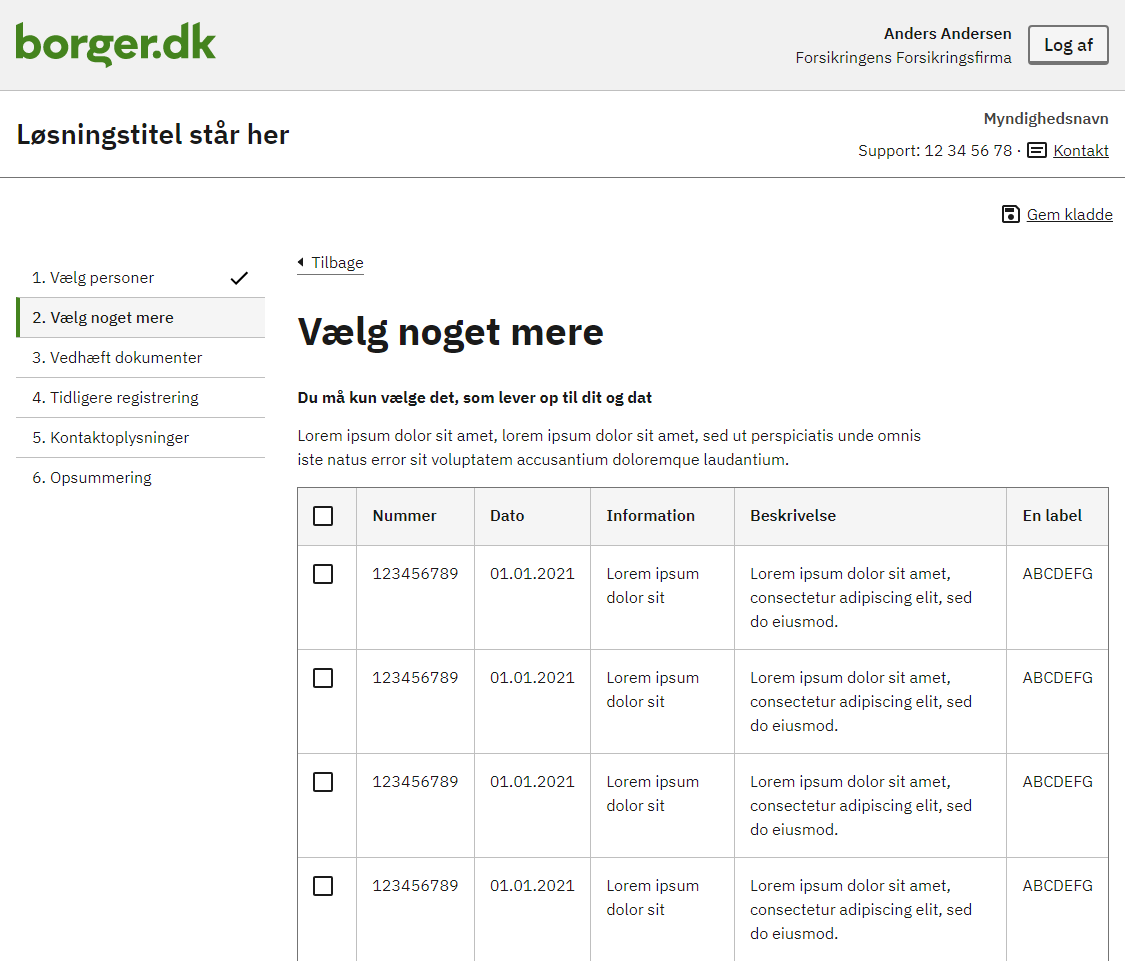 borger.dk
Anders Andersen
Forsikringens Forsikringsfirma
Log af
Løsningstitel står her
Myndighedsnavn
Support: 12 34 56 78 · Kontakt
Gem kladde
1. Vælg personer
2. Vælg noget mere
3. Vedhæft dokumenter
4. Tidligere registrering
5. Kontaktoplysninger
6. Opsummering
Tilbage
Vælg noget mere
Du må kun vælge det, som lever op til dit og dat
Lorem ipsum dolor sit amet, lorem ipsum dolor sit amet, sed ut perspiciatis unde omnis
iste natus error sit voluptatem accusantium doloremque laudantium.
Nummer Dato Information Beskrivelse En label
123456789 01.01.2021 Lorem ipsum Lorem ipsum dolor sit amet, ABCDEFG
dolor sit consectetur adipiscing elit, sed
do eiusmod.
123456789 01.01.2021 Lorem ipsum Lorem ipsum dolor sit amet, ABCDEFG
dolor sit consectetur adipiscing elit, sed
do eiusmod.
123456789 01.01.2021 Lorem ipsum Lorem ipsum dolor sit amet, ABCDEFG
dolor sit consectetur adipiscing elit, sed
do eiusmod.
123456789 01.01.2021 Lorem ipsum Lorem ipsum dolor sit amet, ABCDEFG
dolor sit consectetur adipiscing elit, sed
do eiusmod.